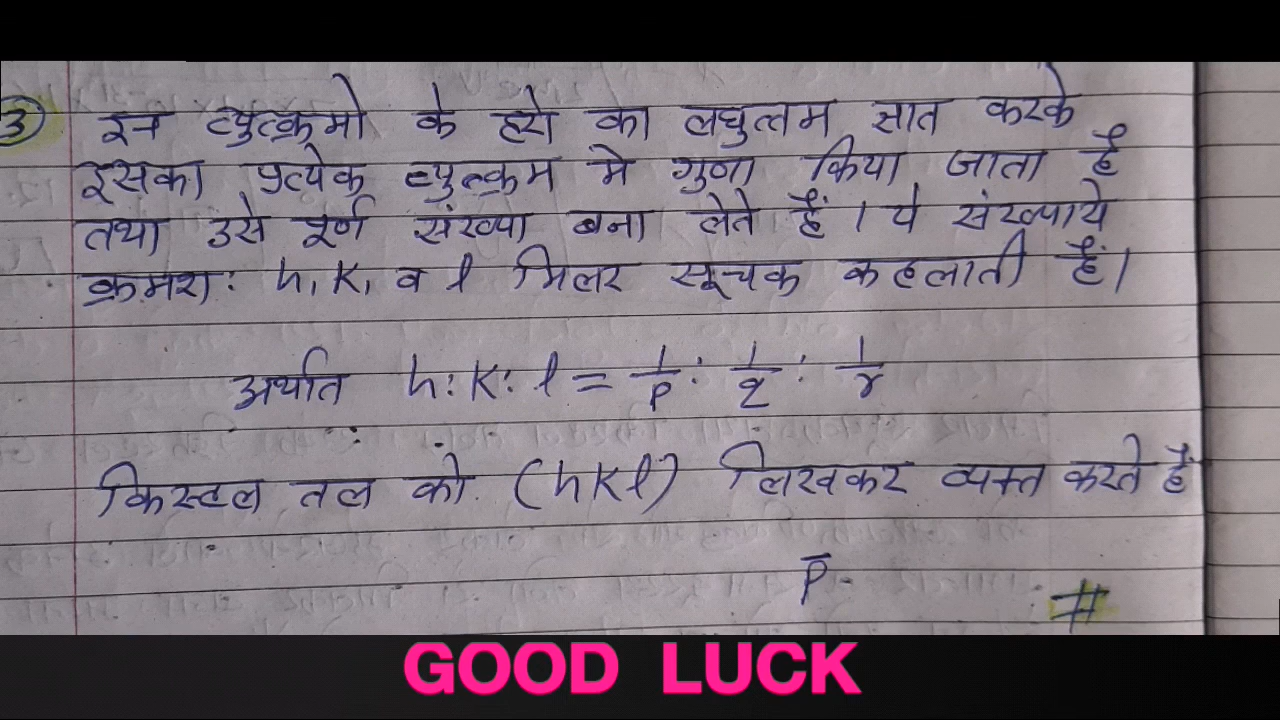 ③ इन व्युत्क्रमो के हरो का लघुत्तम ज्ञात करके
इसका प्रत्येक व्युत्क्रम मे गुणा किया जाता है
तथा उसे पूर्ण संख्या बना लेते हैं। ये संख्याये
क्रमश: h, K, व l मिलर सूचक कहलाती हैं।
अर्थात h:K:l = 1/P : 1/q : 1/r
क्रिस्टल तल को (hKl) लिखकर व्यक्त करते हैं
P
#
GOOD LUCK